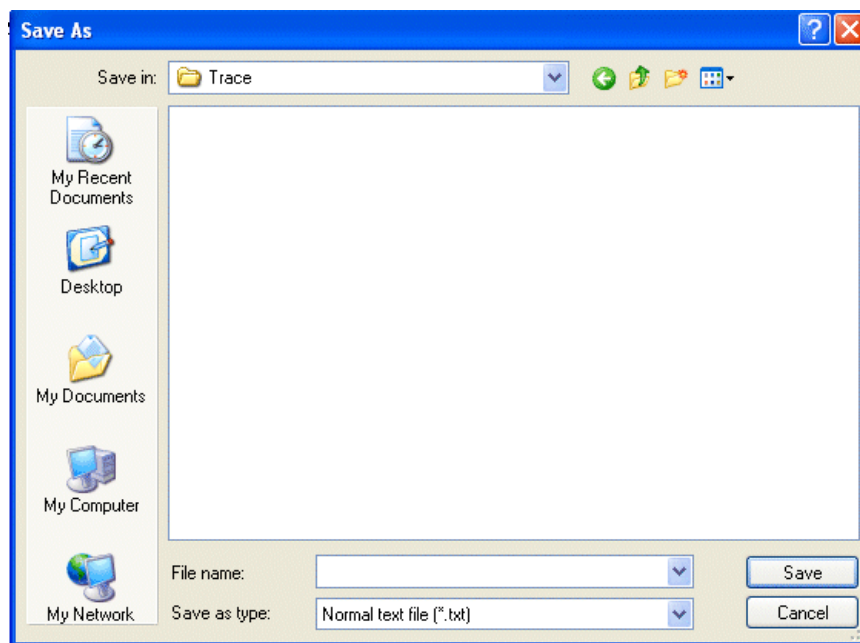 Save As
Save in:
Trace
My Recent
Documents
Desktop
My Documents
My Computer
My Network
File name:
Save
Save as type:
Normal text file (*.txt)
Cancel